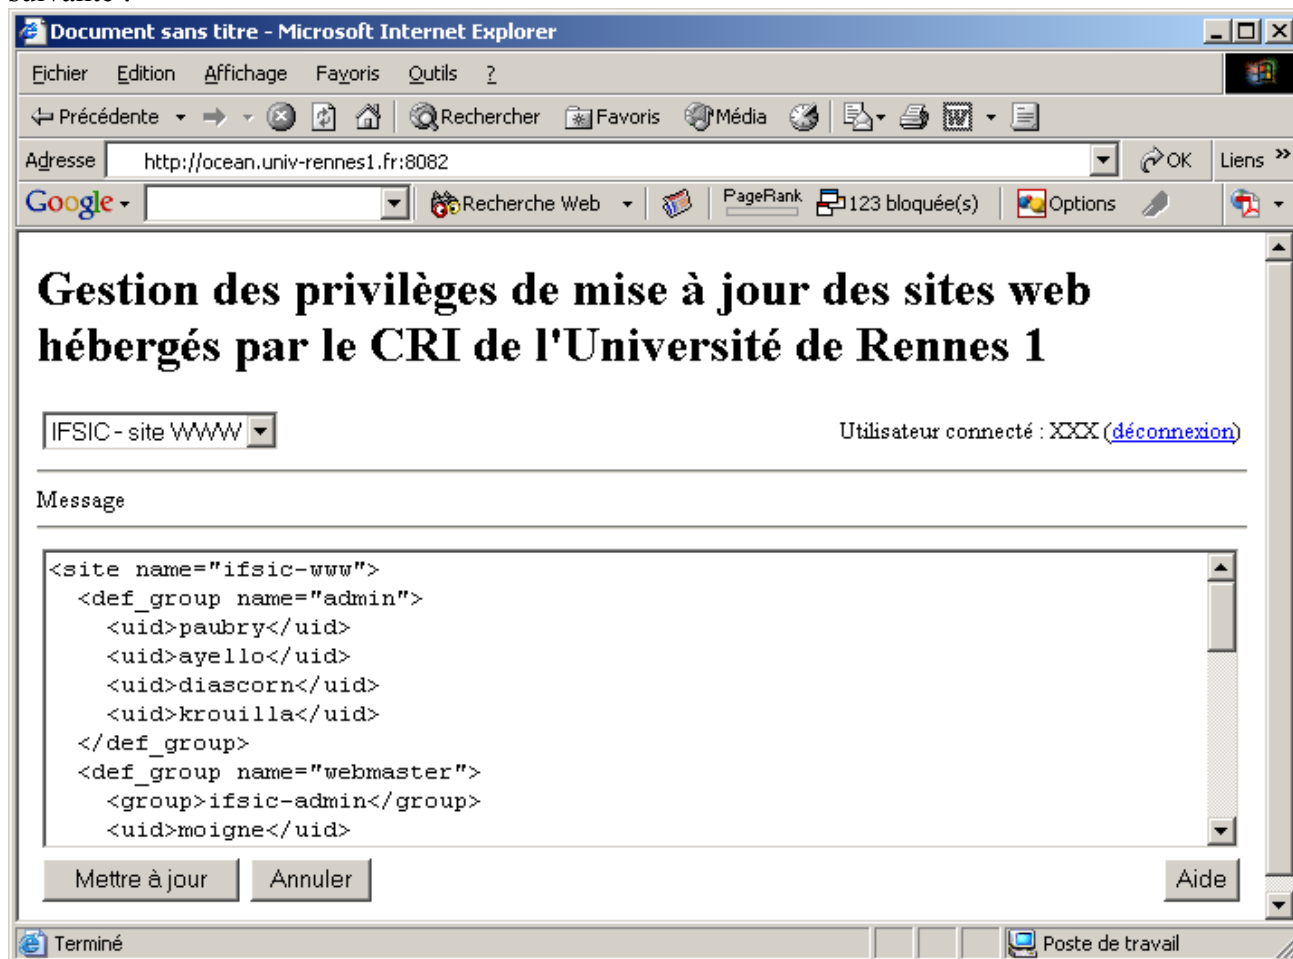 suivante :
Document sans titre - Microsoft Internet Explorer
Fichier Edition Affichage Favoris Outils ?
Précédente Rechercher Favoris Média
Adresse http://ocean.univ-rennes1.fr:8082 OK Liens »
Google Recherche Web PageRank 123 bloquée(s) Options
Gestion des privilèges de mise à jour des sites web
hébergés par le CRI de l'Université de Rennes 1
IFSIC - site WWW Utilisateur connecté : XXX (déconnexion)
Message
<site name="ifsic-www">
<def_group name="admin">
<uid>paubry</uid>
<uid>ayello</uid>
<uid>diascorn</uid>
<uid>krouilla</uid>
</def_group>
<def_group name="webmaster">
<group>ifsic-admin</group>
<uid>moigne</uid>
Mettre à jour Annuler Aide
Terminé Poste de travail